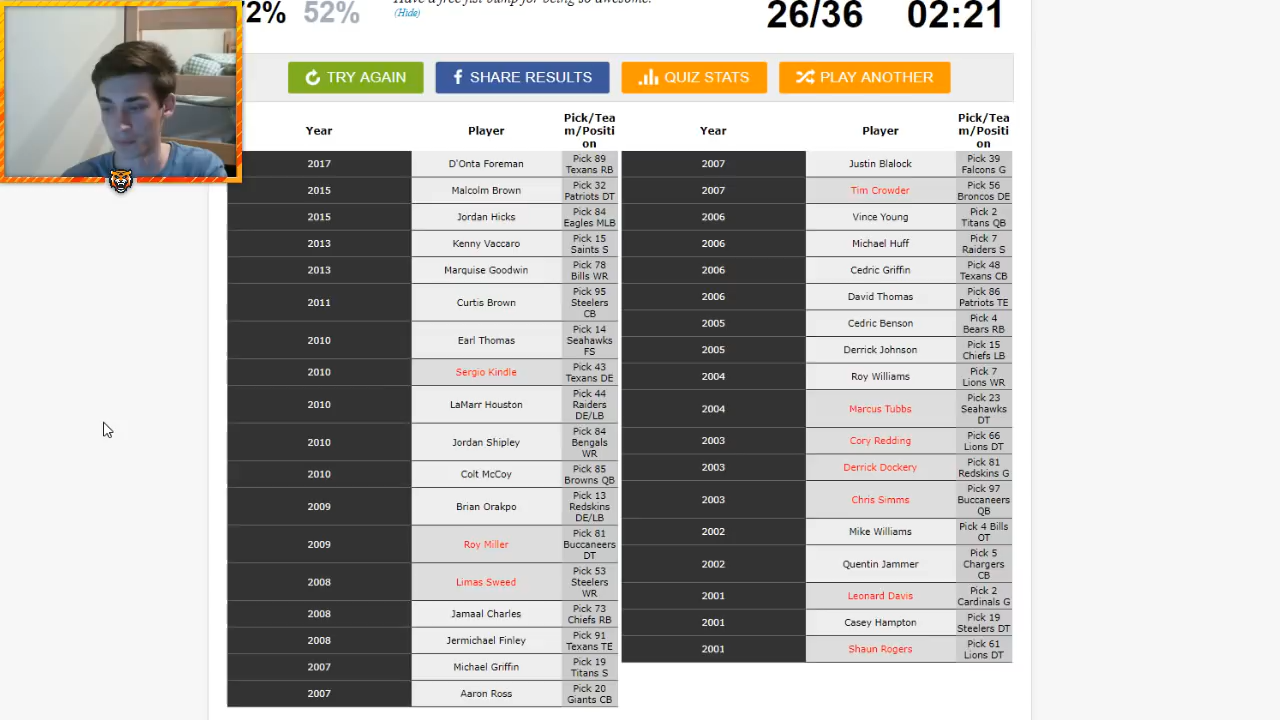 72% 52%
Have a free fist bump for being so awesome.
(Hide)
26/36 02:21
TRY AGAIN
SHARE RESULTS
QUIZ STATS
PLAY ANOTHER
Year Player Pick/Tea
m/Positi
on
2017 D'Onta Foreman Pick 89
Texans RB
2015 Malcolm Brown Pick 32
Patriots DT
2015 Jordan Hicks Pick 84
Eagles MLB
2013 Kenny Vaccaro Pick 15
Saints S
2013 Marquise Goodwin Pick 78
Bills WR
2011 Curtis Brown Pick 95
Steelers
CB
2010 Earl Thomas Pick 14
Seahawks
FS
2010 Sergio Kindle Pick 43
Texans DE
2010 LaMarr Houston Pick 44
Raiders
DE/LB
2010 Jordan Shipley Pick 84
Bengals
WR
2010 Colt McCoy Pick 85
Browns QB
2009 Brian Orakpo Pick 13
Redskins
DE/LB
2009 Roy Miller Pick 81
Buccaneers
DT
2008 Limas Sweed Pick 53
Steelers
WR
2008 Jamaal Charles Pick 73
Chiefs RB
2008 Jermichael Finley Pick 91
Texans TE
2007 Michael Griffin Pick 19
Titans S
2007 Aaron Ross Pick 20
Giants CB
Year Player Pick/Tea
m/Positi
on
2007 Justin Blalock Pick 39
Falcons G
2007 Tim Crowder Pick 56
Broncos DE
2006 Vince Young Pick 2
Titans QB
2006 Michael Huff Pick 7
Raiders S
2006 Cedric Griffin Pick 48
Texans CB
2006 David Thomas Pick 86
Patriots TE
2005 Cedric Benson Pick 4
Bears RB
2005 Derrick Johnson Pick 15
Chiefs LB
2004 Roy Williams Pick 7
Lions WR
2004 Marcus Tubbs Pick 23
Seahawks
DT
2003 Cory Redding Pick 66
Lions DT
2003 Derrick Dockery Pick 81
Redskins G
2003 Chris Simms Pick 97
Buccaneers
QB
2002 Mike Williams Pick 4 Bills
OT
2002 Quentin Jammer Pick 5
Chargers
CB
2001 Leonard Davis Pick 2
Cardinals G
2001 Casey Hampton Pick 19
Steelers DT
2001 Shaun Rogers Pick 61
Lions DT